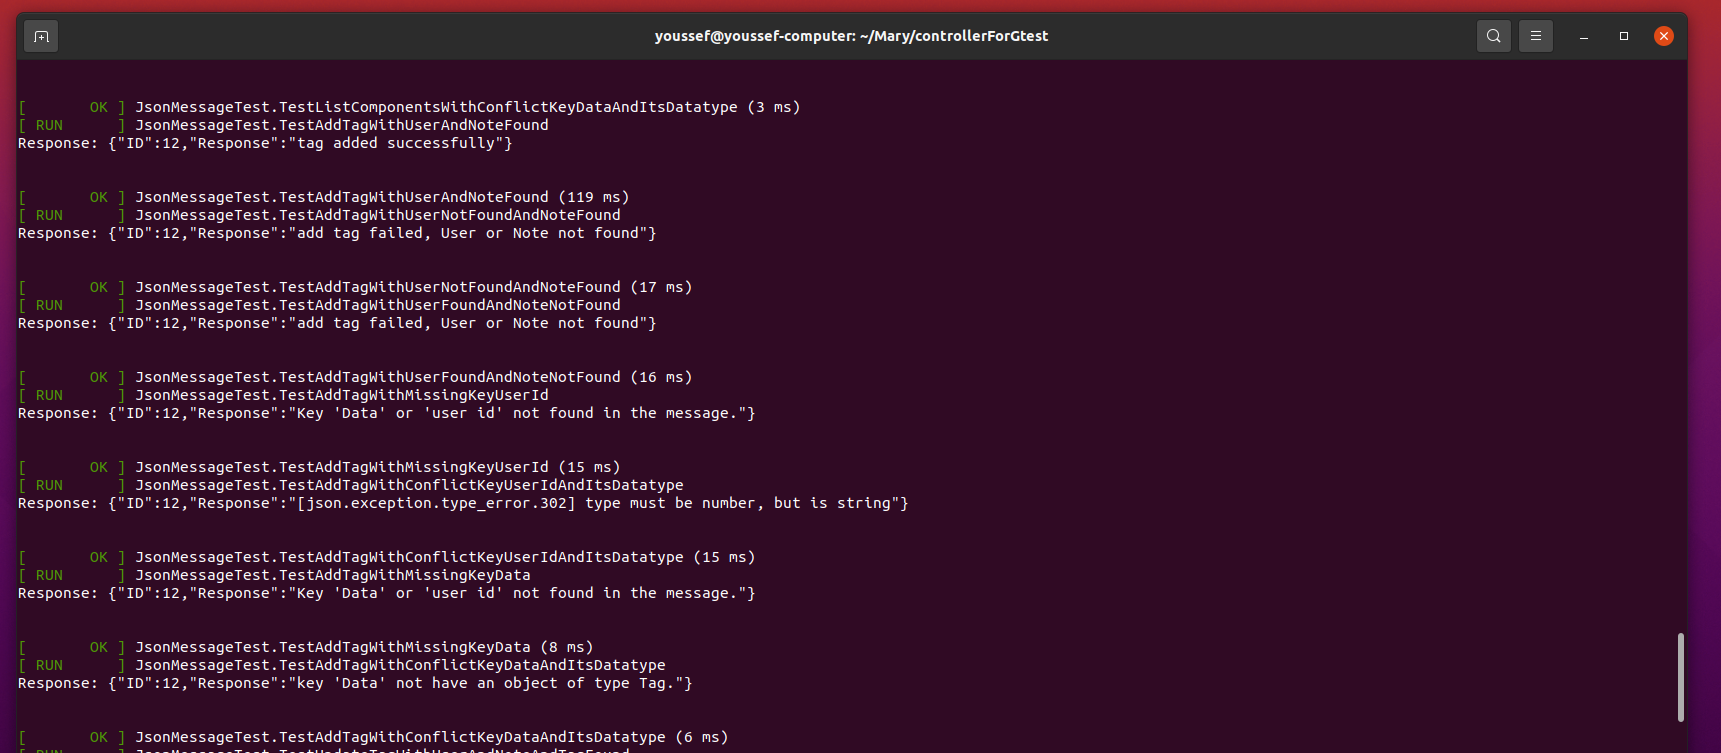 youssef@youssef-computer: ~/Mary/controllerForGtest
[       OK ] JsonMessageTest.TestListComponentsWithConflictKeyDataAndItsDatatype (3 ms)
[ RUN      ] JsonMessageTest.TestAddTagWithUserAndNoteFound
Response: {"ID":12,"Response":"tag added successfully"}
[       OK ] JsonMessageTest.TestAddTagWithUserAndNoteFound (119 ms)
[ RUN      ] JsonMessageTest.TestAddTagWithUserNotFoundAndNoteFound
Response: {"ID":12,"Response":"add tag failed, User or Note not found"}
[       OK ] JsonMessageTest.TestAddTagWithUserNotFoundAndNoteFound (17 ms)
[ RUN      ] JsonMessageTest.TestAddTagWithUserFoundAndNoteNotFound
Response: {"ID":12,"Response":"add tag failed, User or Note not found"}
[       OK ] JsonMessageTest.TestAddTagWithUserFoundAndNoteNotFound (16 ms)
[ RUN      ] JsonMessageTest.TestAddTagWithMissingKeyUserId
Response: {"ID":12,"Response":"Key 'Data' or 'user id' not found in the message."}
[       OK ] JsonMessageTest.TestAddTagWithMissingKeyUserId (15 ms)
[ RUN      ] JsonMessageTest.TestAddTagWithConflictKeyUserIdAndItsDatatype
Response: {"ID":12,"Response":"[json.exception.type_error.302] type must be number, but is string"}
[       OK ] JsonMessageTest.TestAddTagWithConflictKeyUserIdAndItsDatatype (15 ms)
[ RUN      ] JsonMessageTest.TestAddTagWithMissingKeyData
Response: {"ID":12,"Response":"Key 'Data' or 'user id' not found in the message."}
[       OK ] JsonMessageTest.TestAddTagWithMissingKeyData (8 ms)
[ RUN      ] JsonMessageTest.TestAddTagWithConflictKeyDataAndItsDatatype
Response: {"ID":12,"Response":"key 'Data' not have an object of type Tag."}
[       OK ] JsonMessageTest.TestAddTagWithConflictKeyDataAndItsDatatype (6 ms)
[ RUN      ] JsonMessageTest.TestUpdateTagWithUserAndNoteAndTagFound